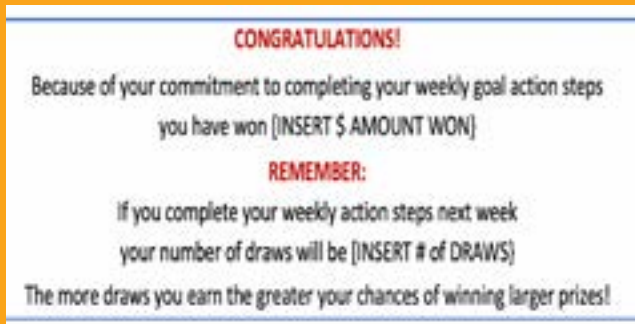 CONGRATULATIONS!
Because of your commitment to completing your weekly goal action steps
you have won [INSERT $ AMOUNT WON}
REMEMBER:
If you complete your weekly action steps next week
your number of draws will be [INSERT # of DRAWS}
The more draws you earn the greater your chances of winning larger prizes!